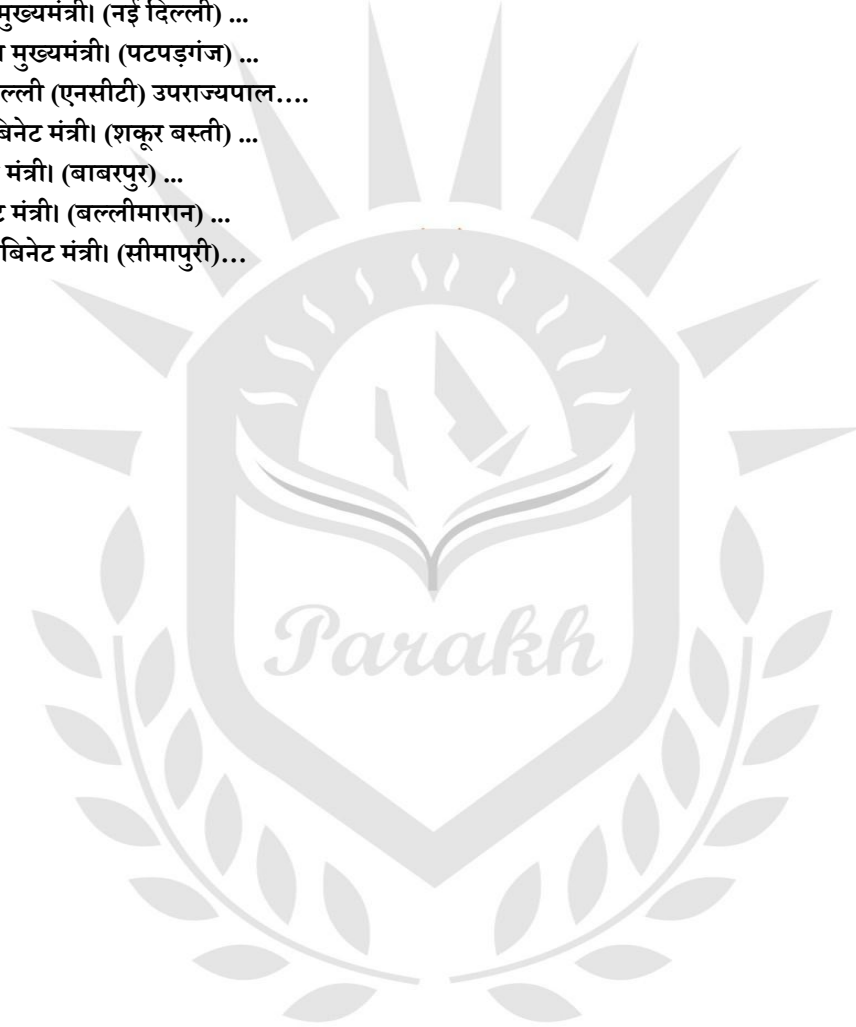 मुख्यमंत्री। (नई दिल्ली) ...
मुख्यमंत्री। (पटपड़गंज) ...
(एनसीटी) उपराज्यपाल....
मंत्री। (शकूर बस्ती) ...
मंत्री। (बाबरपुर) ...
मंत्री। (बल्लीमारान) ...
मंत्री। (सीमापुरी)...
Parakh